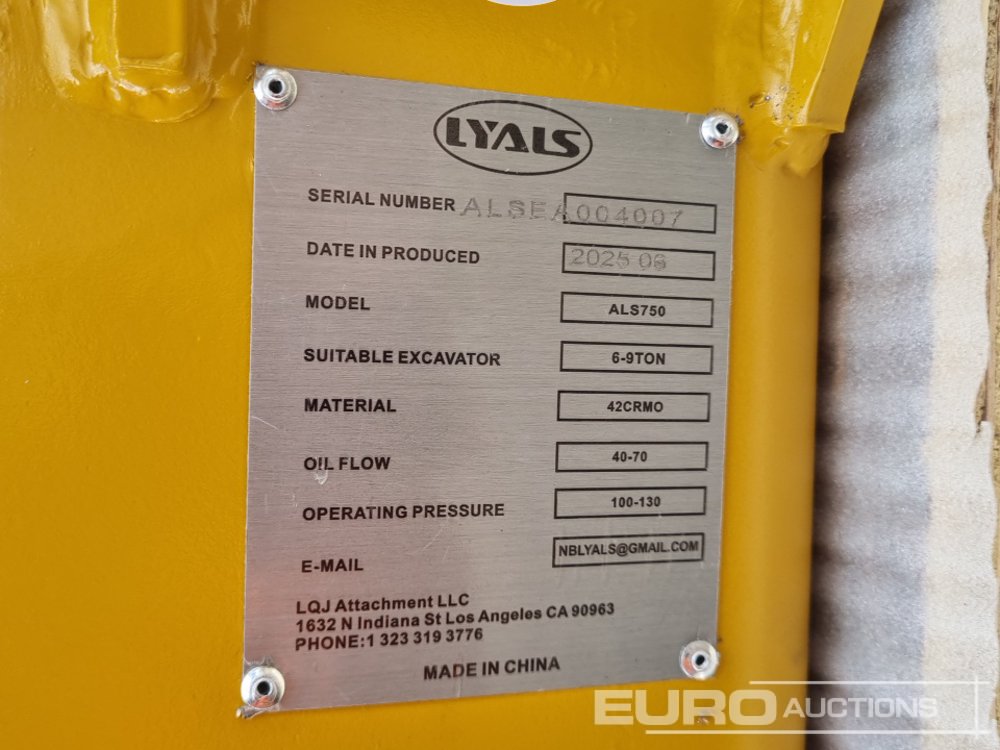 LYALS
SERIAL NUMBER ALSEA004007
DATE IN PRODUCED 2025 08
MODEL ALS750
SUITABLE EXCAVATOR 6-9TON
MATERIAL 42CRMO
OIL FLOW 40-70
OPERATING PRESSURE 100-130
E-MAIL NBLYALS@GMAIL.COM
LQJ Attachment LLC
1632 N Indiana St Los Angeles CA 90963
PHONE:1 323 319 3776
MADE IN CHINA
EURO AUCTIONS